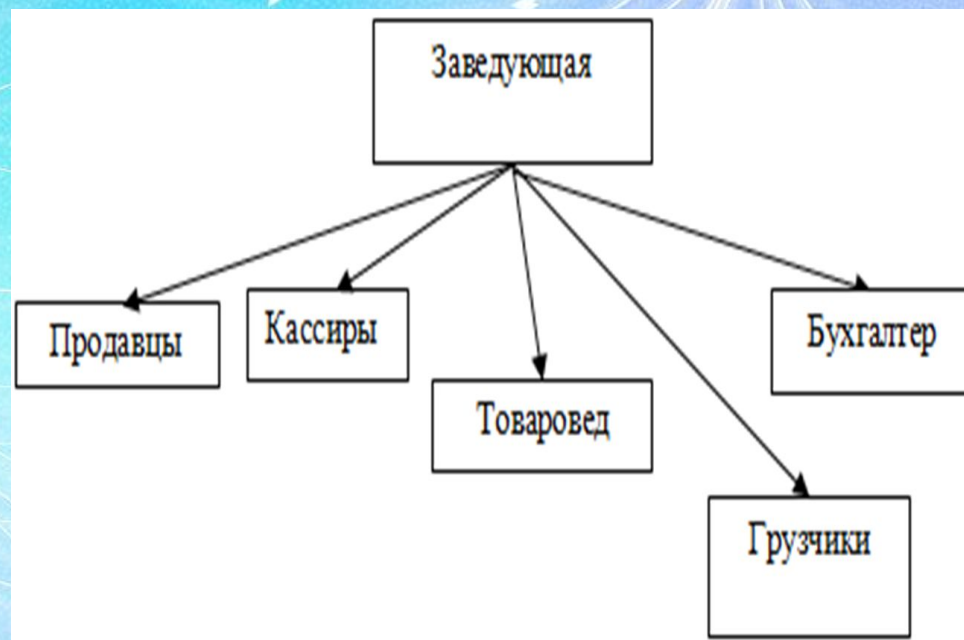 Заведующая
Продавцы
Кассиры
Товаровед
Грузчики
Бухгалтер